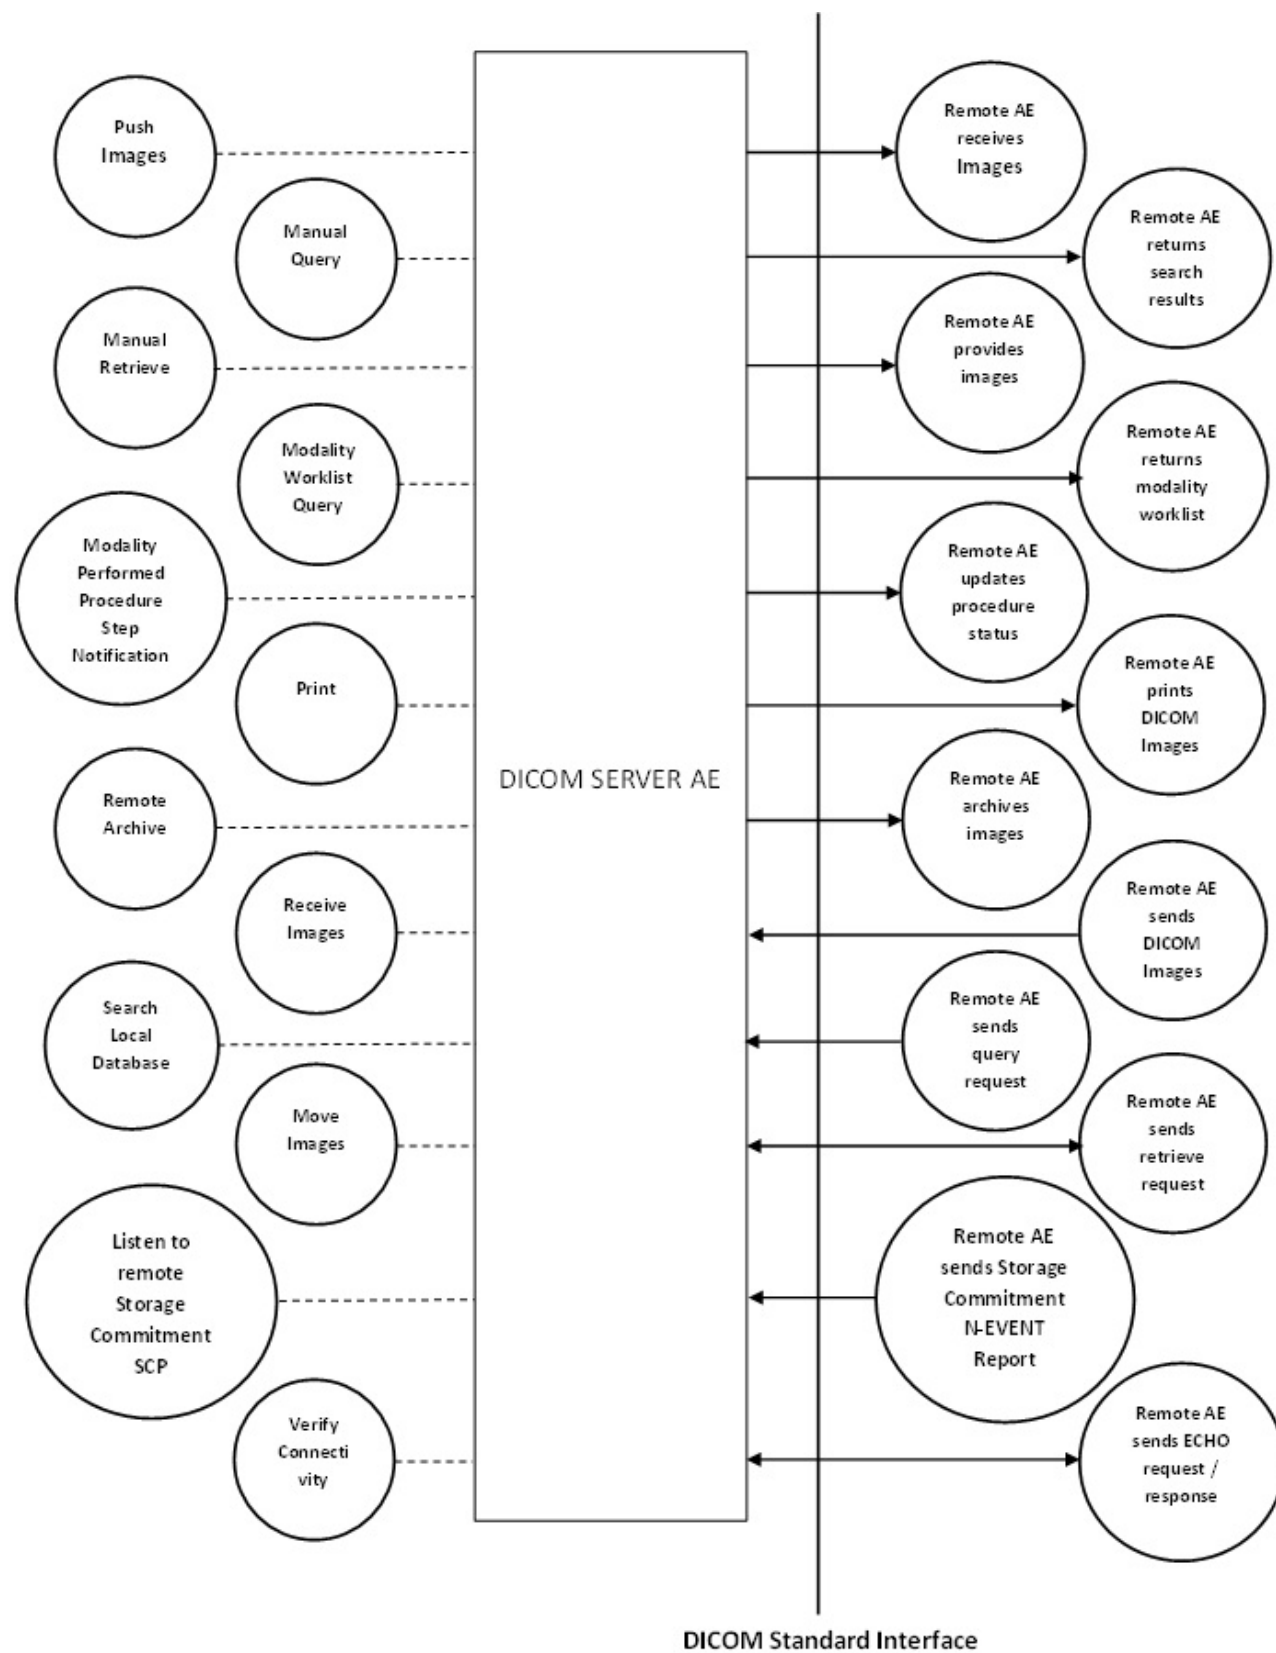 Push
Images
Remote AE
receives
Images
Manual
Query
Remote AE
returns
search
results
Manual
Retrieve
Remote AE
provides
images
Modality
Worklist
Query
Remote AE
returns
modality
worklist
Modality
Performed
Procedure
Step
Notification
Remote AE
updates
procedure
status
Print
Remote AE
prints
DICOM
Images
DICOM SERVER AE
Remote
Archive
Remote AE
archives
images
Receive
Images
Remote AE
sends
DICOM
Images
Search
Local
Database
Remote AE
sends
query
request
Move
Images
Remote AE
sends
retrieve
request
Listen to
remote
Storage
Commitment
SCP
Remote AE
sends Storage
Commitment
N-EVENT
Report
Verify
Connecti
vity
Remote AE
sends ECHO
request /
response
DICOM Standard Interface